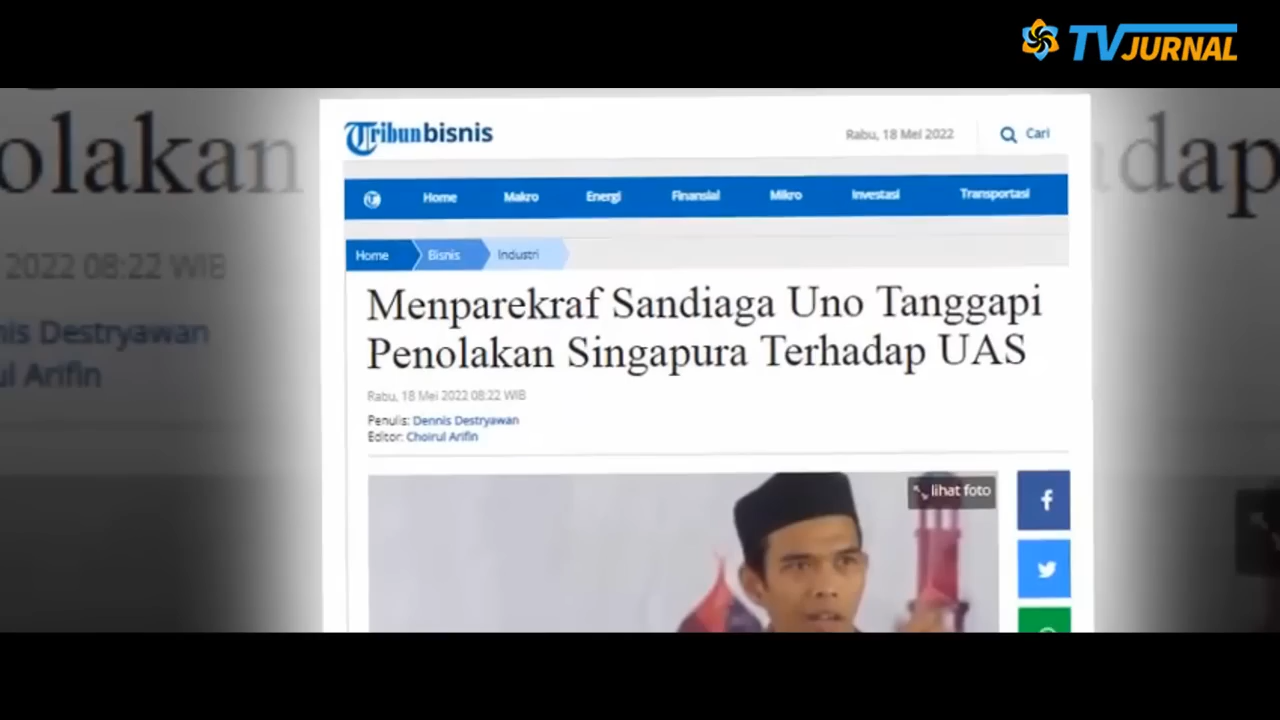 TVJURNAL
Tribunbisnis
Rabu, 18 Mei 2022
Cari
Home Makro Energi Finansial Mikro Investasi Transportasi
Home Bisnis Industri
Menparekraf Sandiaga Uno Tanggapi
Penolakan Singapura Terhadap UAS
Rabu, 18 Mei 2022 08:22 WIB
Penulis: Dennis Destryawan
Editor: Choirul Arifin
lihat foto
olakan
adap
2022 08:22 WIB
nis Destryawan
ul Arifin